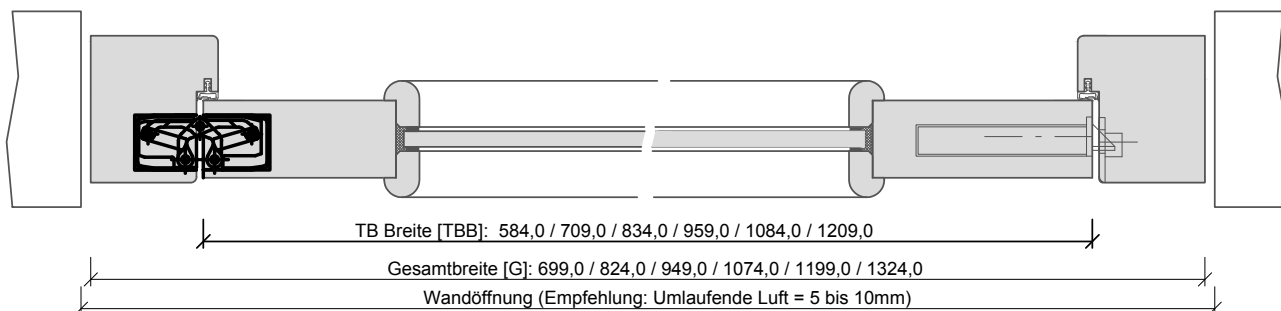 TB Breite [TBB]: 584,0 / 709,0 / 834,0 / 959,0 / 1084,0 / 1209,0
Gesamtbreite [G]: 699,0 / 824,0 / 949,0 / 1074,0 / 1199,0 / 1324,0
Wandöffnung (Empfehlung: Umlaufende Luft = 5 bis 10mm)